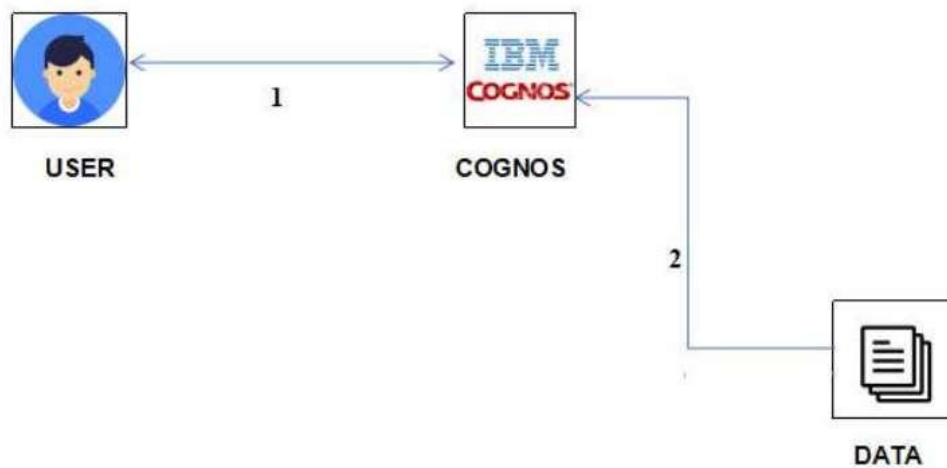 IBM
COGNOS
1
USER
COGNOS
2
DATA